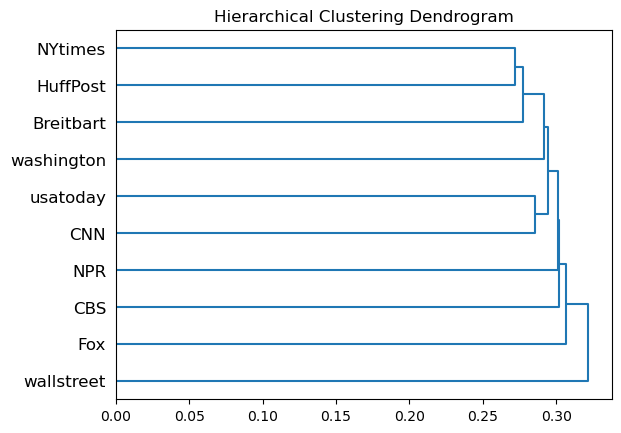 Hierarchical Clustering Dendrogram
NYtimes
HuffPost
Breitbart
washington
usatoday
CNN
NPR
CBS
Fox
wallstreet
0.00 0.05 0.10 0.15 0.20 0.25 0.30